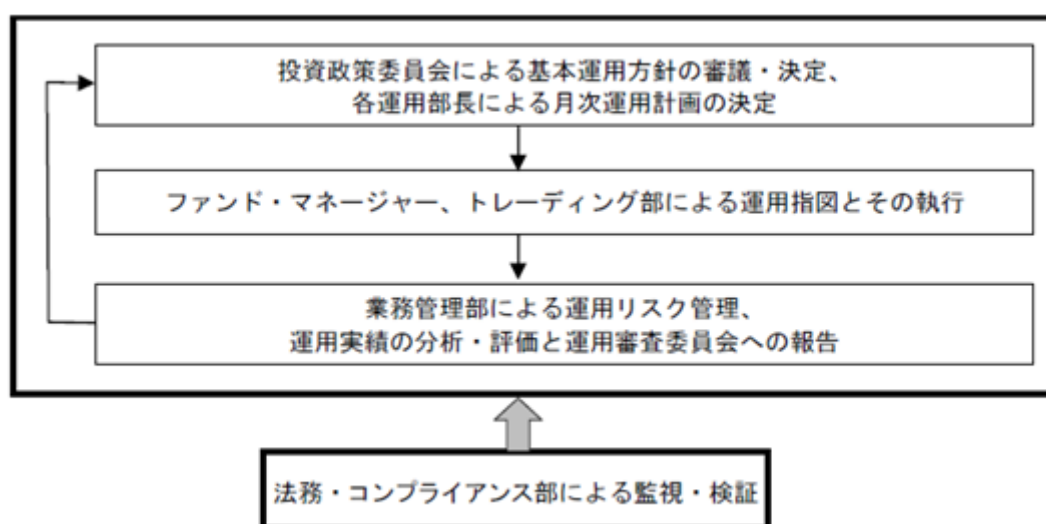 投資政策委員会による基本運用方針の審議・決定、
各運用部長による月次運用計画の決定
ファンド・マネージャー、トレーディング部による運用指図とその執行
業務管理部による運用リスク管理、
運用実績の分析・評価と運用審査委員会への報告
法務・コンプライアンス部による監視・検証